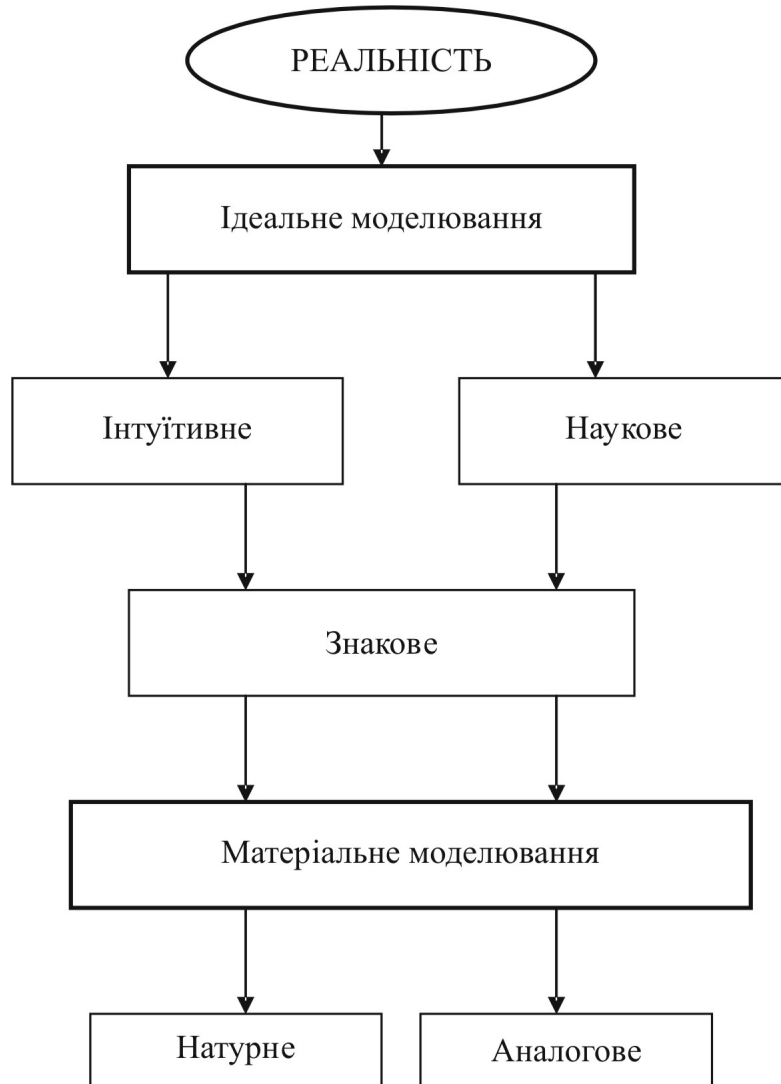 РЕАЛЬНІСТЬ
Ідеальне моделювання
Інтуїтивне
Наукове
Знакове
Матеріальне моделювання
Натурне
Аналогове